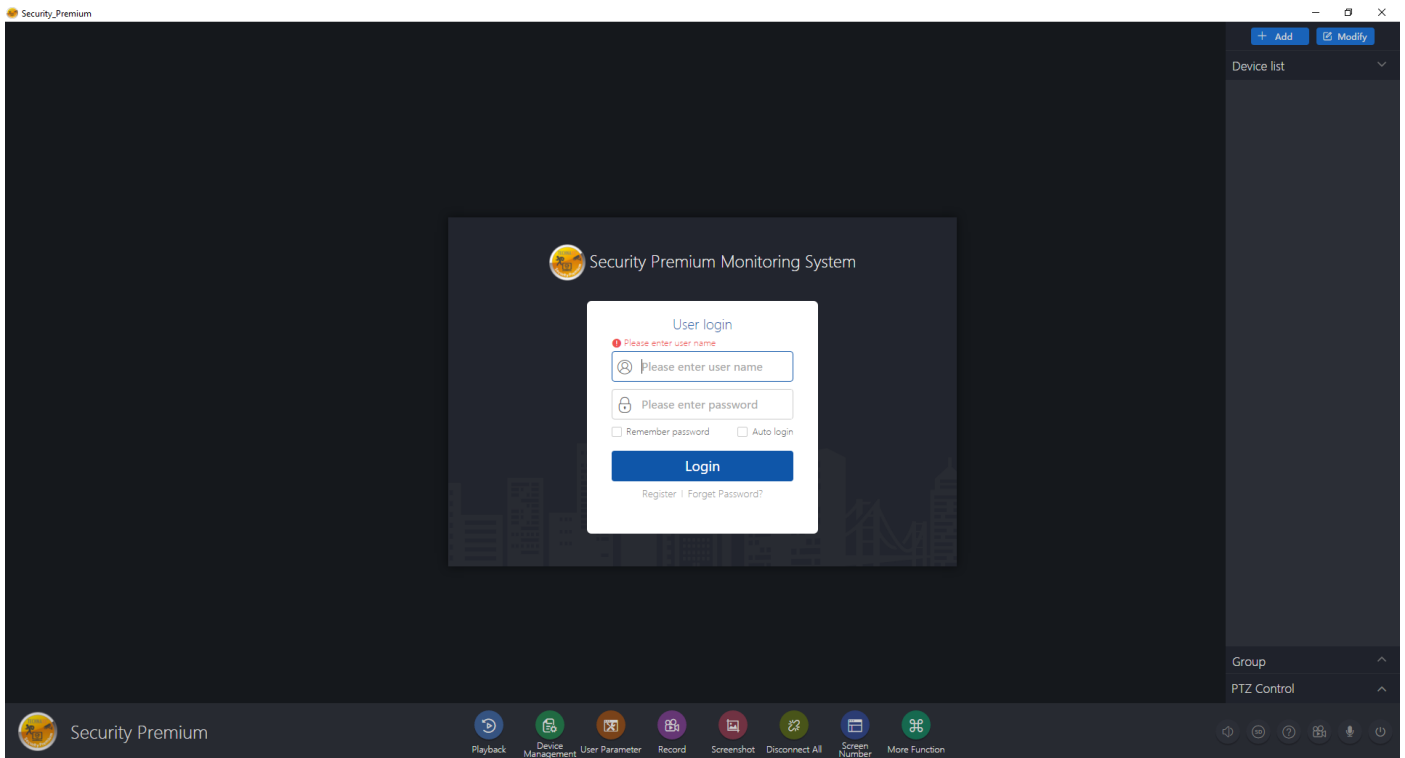 Security_Premium
+ Add
Modify
Device list
Security Premium Monitoring System
User login
Please enter user name
Please enter user name
Please enter password
Remember password
Auto login
Login
Register | Forget Password?
Group
PTZ Control
Security Premium
Playback
Device Management
User Parameter
Record
Screenshot
Disconnect All
Screen Number
More Function